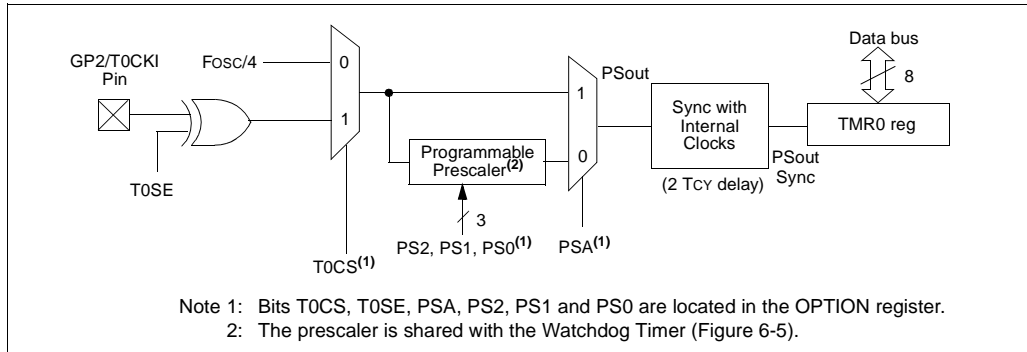 GP2/T0CKI
Pin
FOSC/4
T0SE
0
1
T0CS(1)
Programmable
Prescaler(2)
3
PS2, PS1, PS0(1)
1
0
PSA(1)
PSout
Sync with
Internal
Clocks
(2 TCY delay)
PSout
Sync
Data bus
8
TMR0 reg
Note 1: Bits T0CS, T0SE, PSA, PS2, PS1 and PS0 are located in the OPTION register.
2: The prescaler is shared with the Watchdog Timer (Figure 6-5).